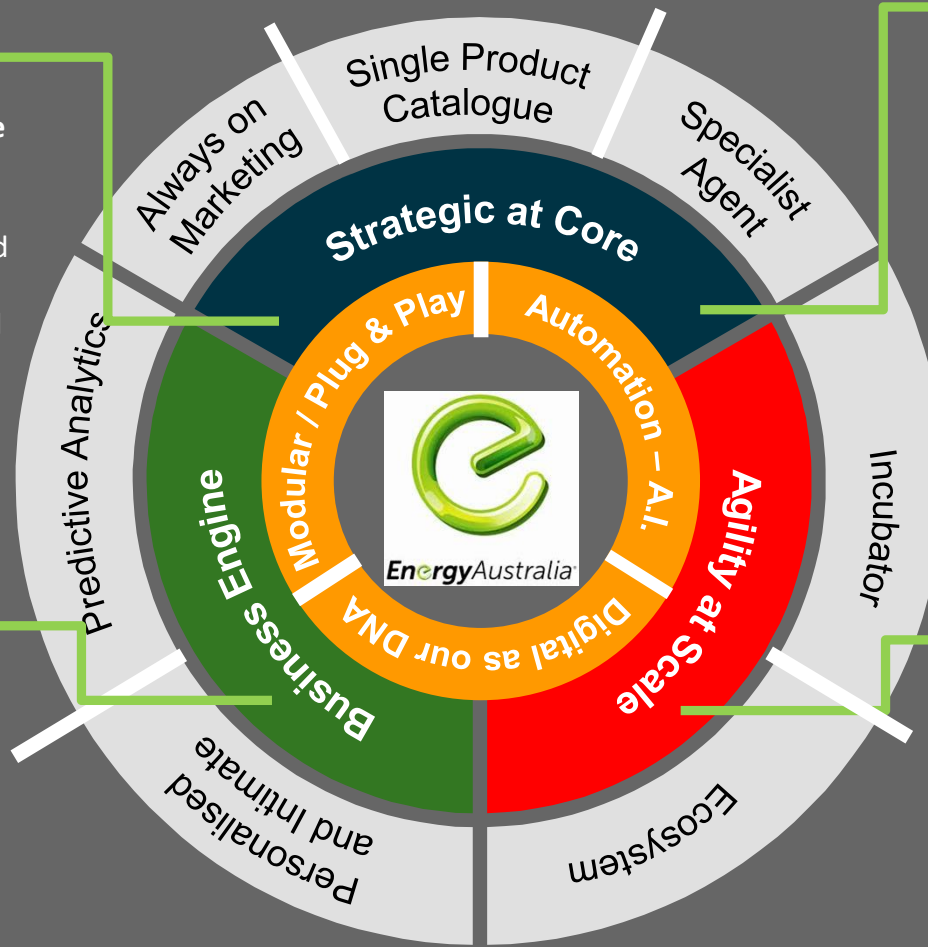 Single Product
Catalogue
Always on
Marketing
Specialist
Agent
e
d
Strategic at Core
Modular / Plug & Play
Automation – A.I.
Predictive Analytics
Incubator
EnergyAustralia
Business Engine
Agility at Scale
Digital as our DNA
Personalised
and Intimate
Ecosystem